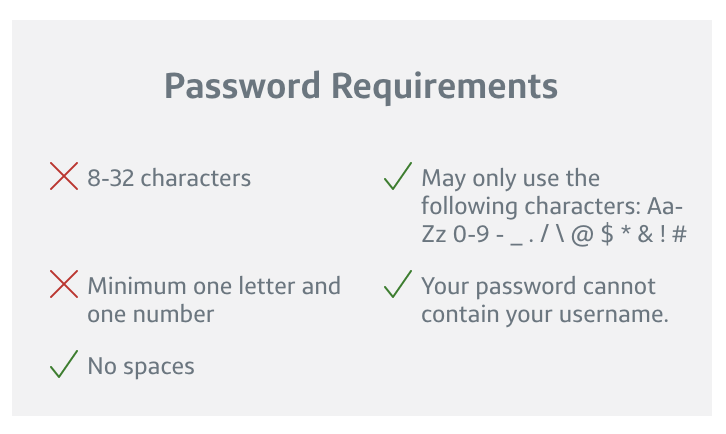 Password Requirements
8-32 characters
May only use the
following characters: Aa-
Zz 0-9 - _ . / \ @ $ * & ! #
Minimum one letter and
one number
Your password cannot
contain your username.
No spaces